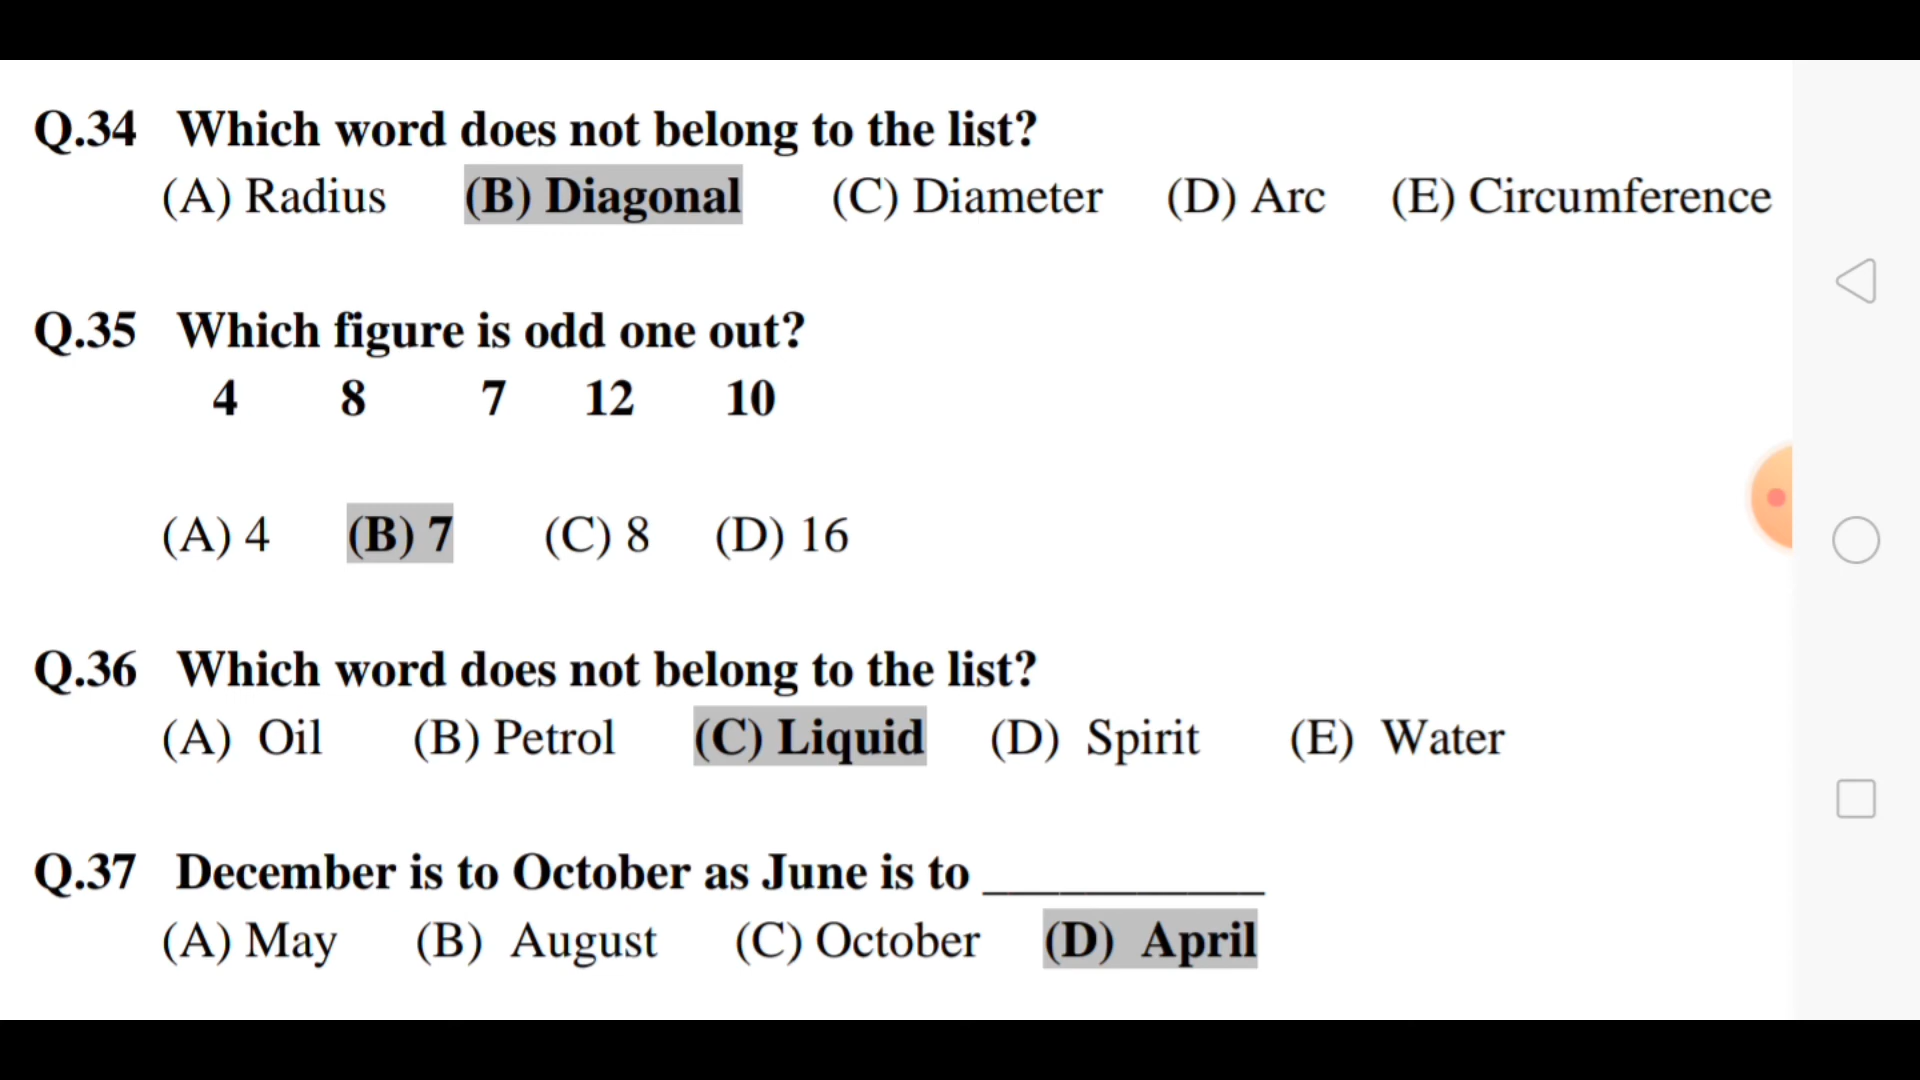 Q.34 Which word does not belong to the list?
(A) Radius (B) Diagonal (C) Diameter (D) Arc (E) Circumference
Q.35 Which figure is odd one out?
4 8 7 12 10
(A) 4 (B) 7 (C) 8 (D) 16
Q.36 Which word does not belong to the list?
(A) Oil (B) Petrol (C) Liquid (D) Spirit (E) Water
Q.37 December is to October as June is to ___________
(A) May (B) August (C) October (D) April